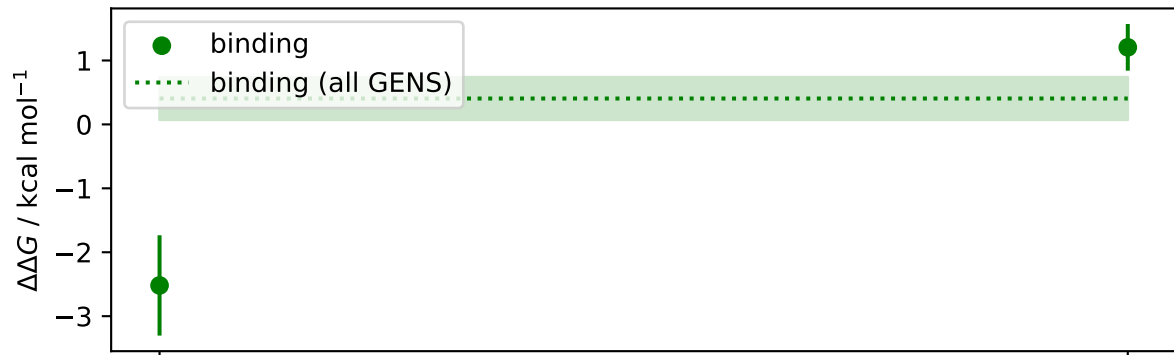 binding
binding (all GENS)
1
0
−1
−2
−3
ΔΔG / kcal mol⁻¹